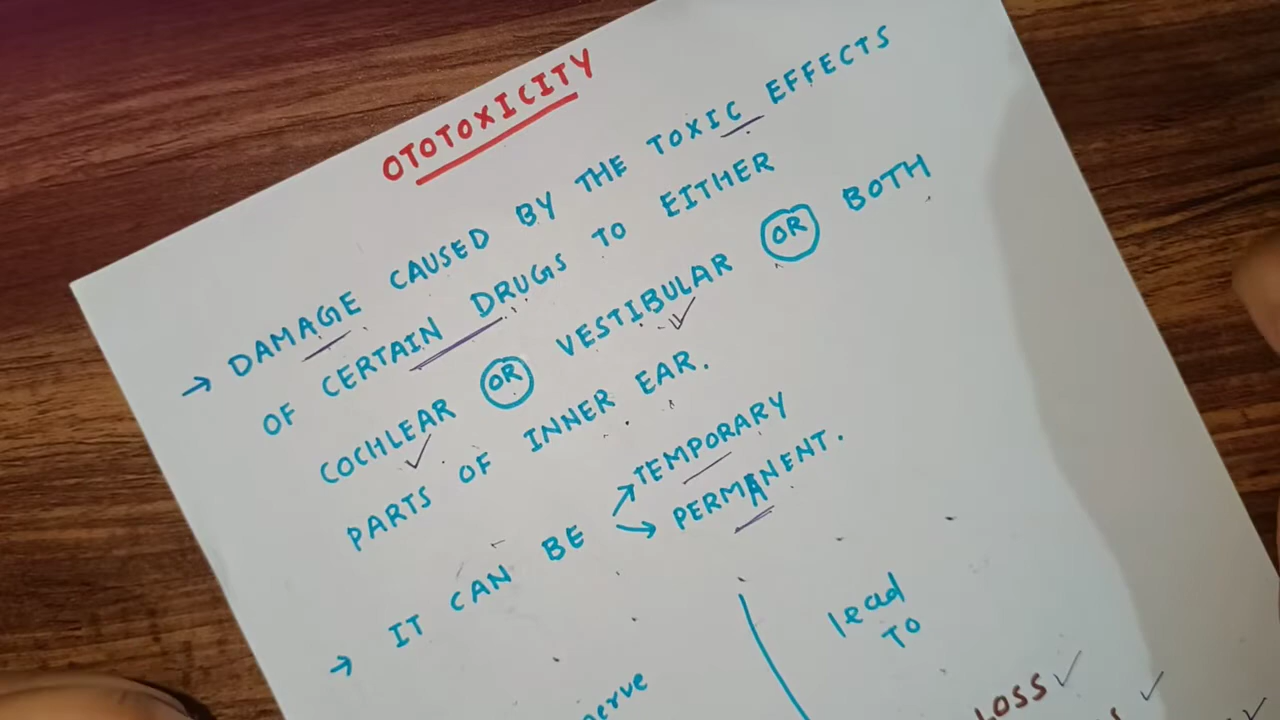 OTOTOXICITY
→ DAMAGE CAUSED BY THE TOXIC EFFECTS
OF CERTAIN DRUGS TO EITHER
COCHLEAR OR VESTIBULAR OR BOTH
PARTS OF INNER EAR.
→ IT CAN BE → TEMPORARY
→ PERMANENT.
lead
TO
LOSS